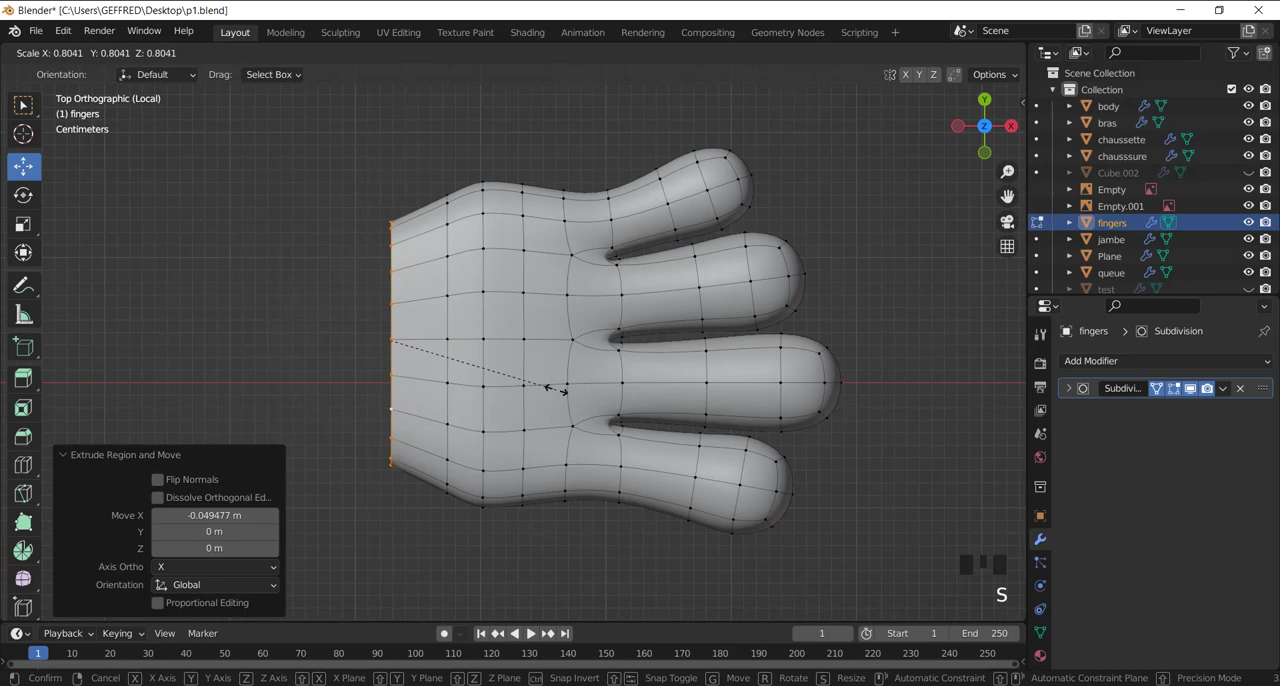 Blender* [C:\Users\GEFFRED\Desktop\p1.blend]
File Edit Render Window Help Layout Modeling Sculpting UV Editing Texture Paint Shading Animation Rendering Compositing Geometry Nodes Scripting + Scene ViewLayer
Scale X: 0.8041 Y: 0.8041 Z: 0.8041
Orientation: Default Drag: Select Box X Y Z Options
Top Orthographic (Local)
(1) fingers
Centimeters
Y
Z
X
Scene Collection
Collection
body
bras
chaussette
chausssure
Cube.002
Empty
Empty.001
fingers
jambe
Plane
queue
test
fingers Subdivision
Add Modifier
Subdivi...
Extrude Region and Move
Flip Normals
Dissolve Orthogonal Ed...
Move X -0.049477 m
Y 0 m
Z 0 m
Axis Ortho X
Orientation Global
Proportional Editing
S
Playback Keying View Marker 1 Start 1 End 250
1 10 20 30 40 50 60 70 80 90 100 110 120 130 140 150 160 170 180 190 200 210 220 230 240 250
Confirm Cancel X X Axis Y Y Axis Z Z Axis X X Plane Y Y Plane Z Z Plane Ctrl Snap Invert Snap Toggle G Move R Rotate S Resize Automatic Constraint Automatic Constraint Plane Precision Mode